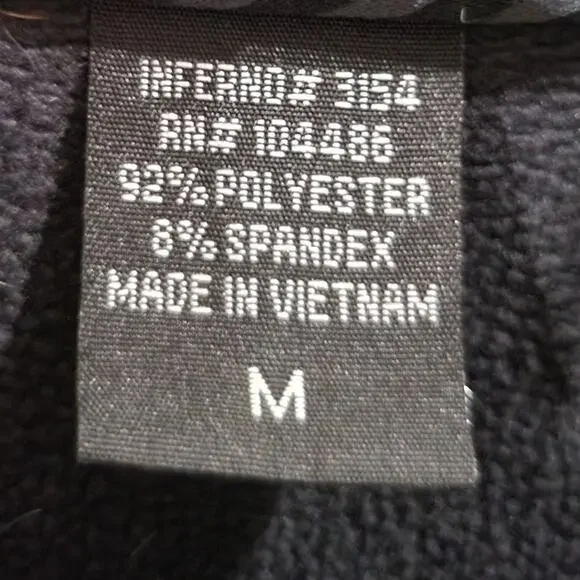 INFERNO# 3154
RN# 104486
92% POLYESTER
8% SPANDEX
MADE IN VIETNAM
M